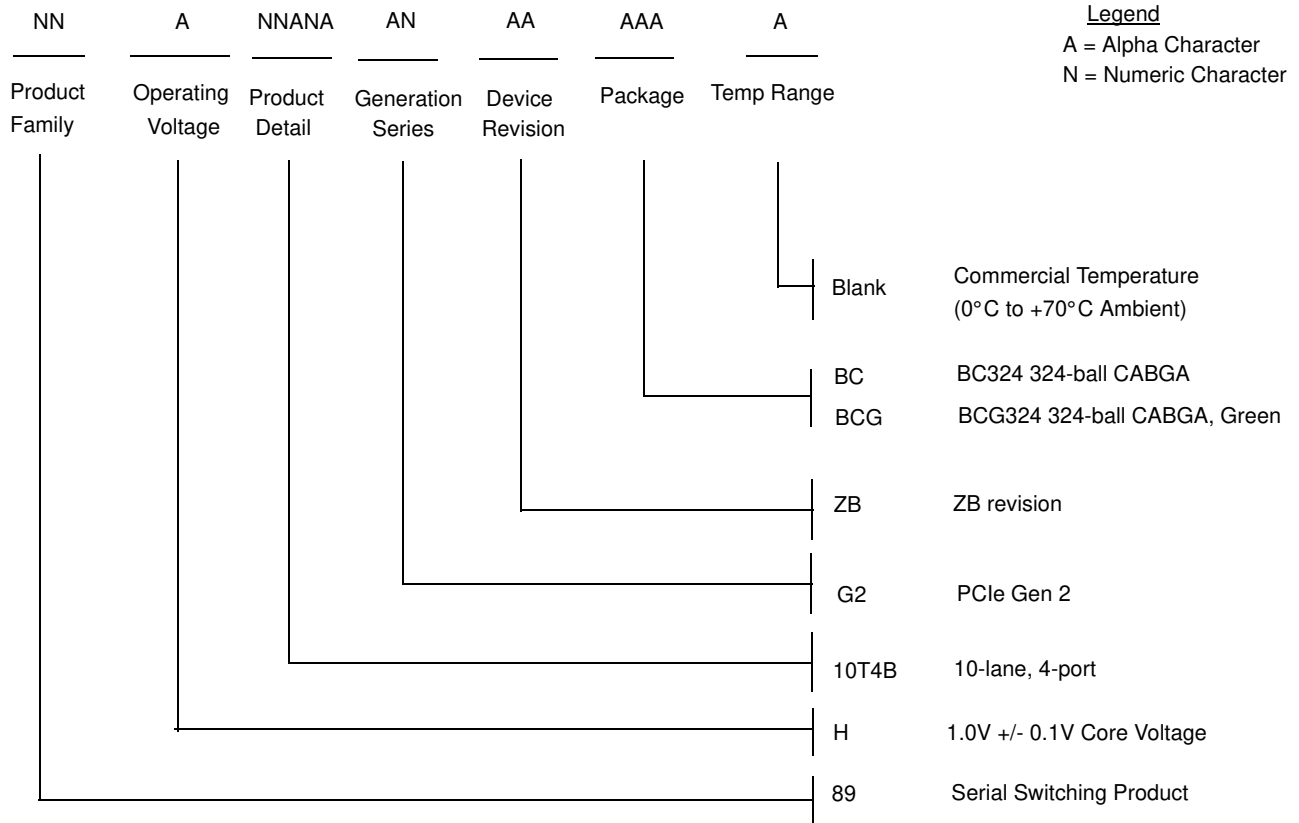 NN A NNANA AN AA AAA A
Product Family
Operating Voltage
Product Detail
Generation Series
Device Revision
Package
Temp Range
Legend
A = Alpha Character
N = Numeric Character
Blank Commercial Temperature
(0°C to +70°C Ambient)
BC BC324 324-ball CABGA
BCG BCG324 324-ball CABGA, Green
ZB ZB revision
G2 PCIe Gen 2
10T4B 10-lane, 4-port
H 1.0V +/- 0.1V Core Voltage
89 Serial Switching Product